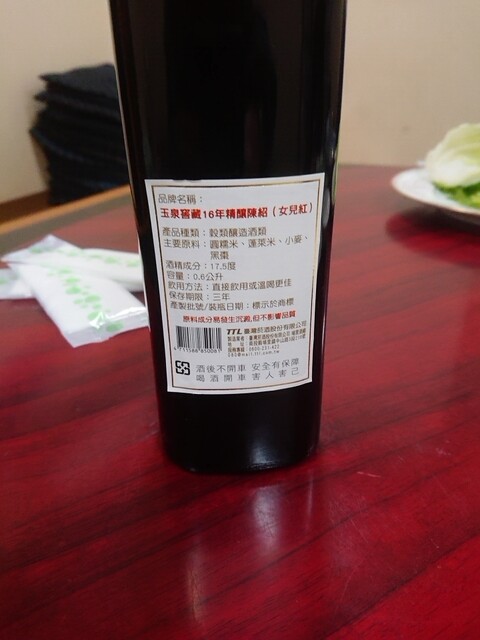 品牌名稱：
玉泉窖藏16年精釀陳紹（女兒紅）
產品種類：穀類釀造酒類
主要原料：圓糯米、蓬萊米、小麥、
黑棗
酒精成分：17.5度
容量：0.6公升
飲用方法：直接飲用或溫喝更佳
保存期限：三年
產製批號/裝瓶日期：標示於商標
原料成分易發生沉澱，但不影響品質
TTL 臺灣菸酒股份有限公司
酒後不開車 安全有保障
喝酒開車害人害己